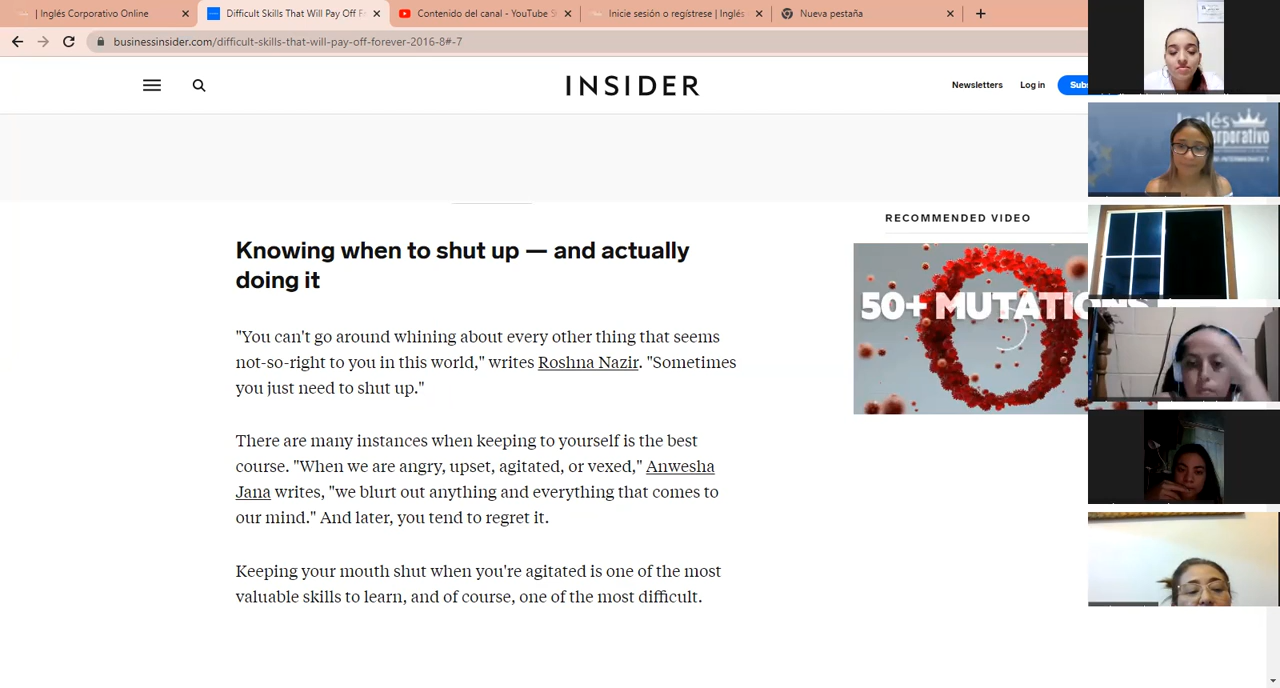 | Inglés Corporativo Online
Difficult Skills That Will Pay Off F
Contenido del canal - YouTube S
Inicie sesión o regístrese | Inglés
Nueva pestaña
businessinsider.com/difficult-skills-that-will-pay-off-forever-2016-8#-7
INSIDER
Newsletters
Log in
Subs
Inglés
orporativo
RECOMMENDED VIDEO
Knowing when to shut up — and actually
doing it
50+ MUTATIONS
"You can't go around whining about every other thing that seems
not-so-right to you in this world," writes Roshna Nazir. "Sometimes
you just need to shut up."
There are many instances when keeping to yourself is the best
course. "When we are angry, upset, agitated, or vexed," Anwesha
Jana writes, "we blurt out anything and everything that comes to
our mind." And later, you tend to regret it.
Keeping your mouth shut when you're agitated is one of the most
valuable skills to learn, and of course, one of the most difficult.